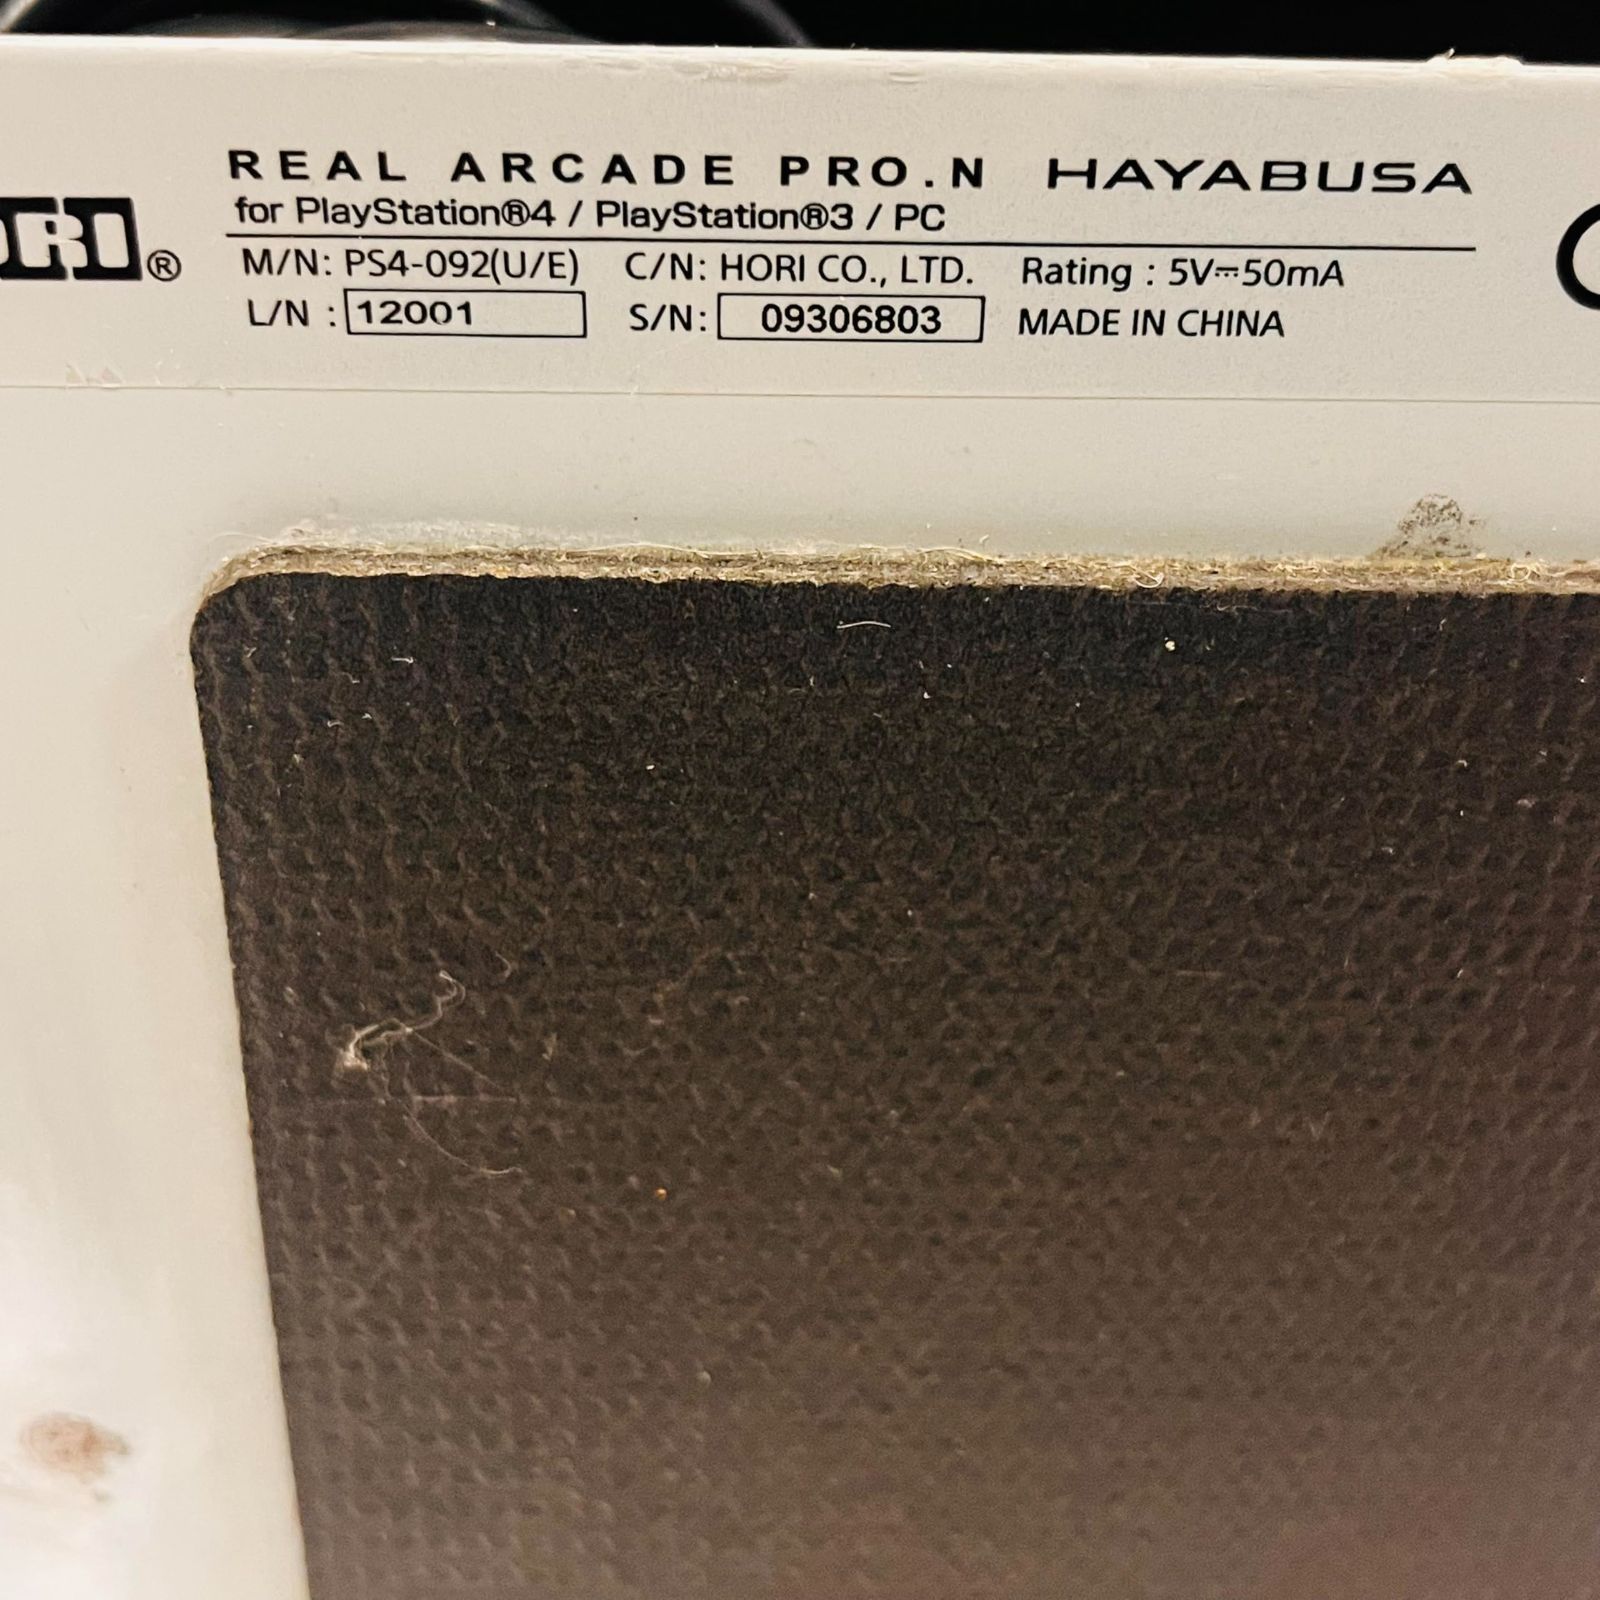 REAL ARCADE PRO.N HAYABUSA
for PlayStation®4 / PlayStation®3 / PC
®
M/N: PS4-092(U/E) C/N: HORI CO., LTD. Rating : 5V⎓50mA
L/N : 12001 S/N: 09306803 MADE IN CHINA